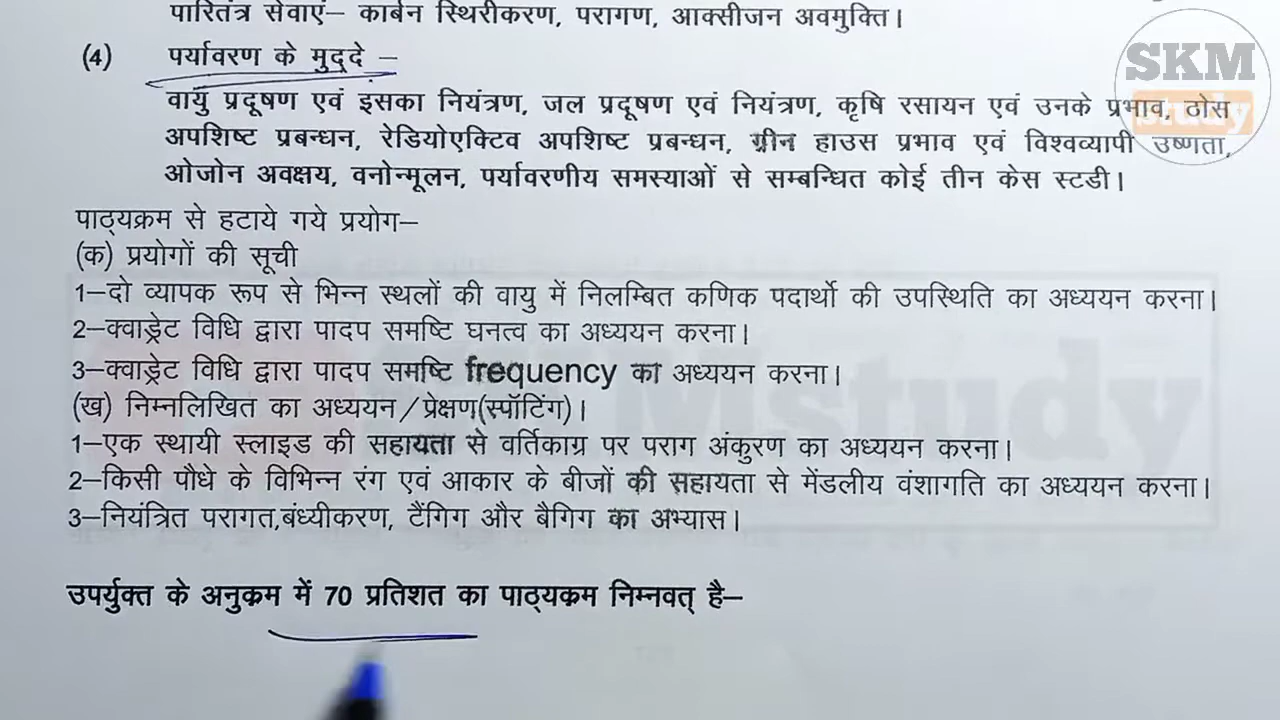 पारितंत्र सेवाएं– कार्बन स्थिरीकरण, परागण, आक्सीजन अवमुक्ति।
SKM
study
(4) पर्यावरण के मुद्दे –
वायु प्रदूषण एवं इसका नियंत्रण, जल प्रदूषण एवं नियंत्रण, कृषि रसायन एवं उनके प्रभाव, ठोस
अपशिष्ट प्रबन्धन, रेडियोएक्टिव अपशिष्ट प्रबन्धन, ग्रीन हाउस प्रभाव एवं विश्वव्यापी उष्णता,
ओजोन अवक्षय, वनोन्मूलन, पर्यावरणीय समस्याओं से सम्बन्धित कोई तीन केस स्टडी।
पाठ्यक्रम से हटाये गये प्रयोग–
(क) प्रयोगों की सूची
1–दो व्यापक रूप से भिन्न स्थलों की वायु में निलम्बित कणिक पदार्थो की उपस्थिति का अध्ययन करना।
2–क्वाड्रेट विधि द्वारा पादप समष्टि घनत्व का अध्ययन करना।
3–क्वाड्रेट विधि द्वारा पादप समष्टि frequency का अध्ययन करना।
(ख) निम्नलिखित का अध्ययन/प्रेक्षण(स्पॉटिंग)।
1–एक स्थायी स्लाइड की सहायता से वर्तिकाग्र पर पराग अंकुरण का अध्ययन करना।
2–किसी पौधे के विभिन्न रंग एवं आकार के बीजों की सहायता से मेंडलीय वंशागति का अध्ययन करना।
3–नियंत्रित परागत,बंध्यीकरण, टैंगिग और बैगिग का अभ्यास।
उपर्युक्त के अनुक्रम में 70 प्रतिशत का पाठ्यक्रम निम्नवत् है–